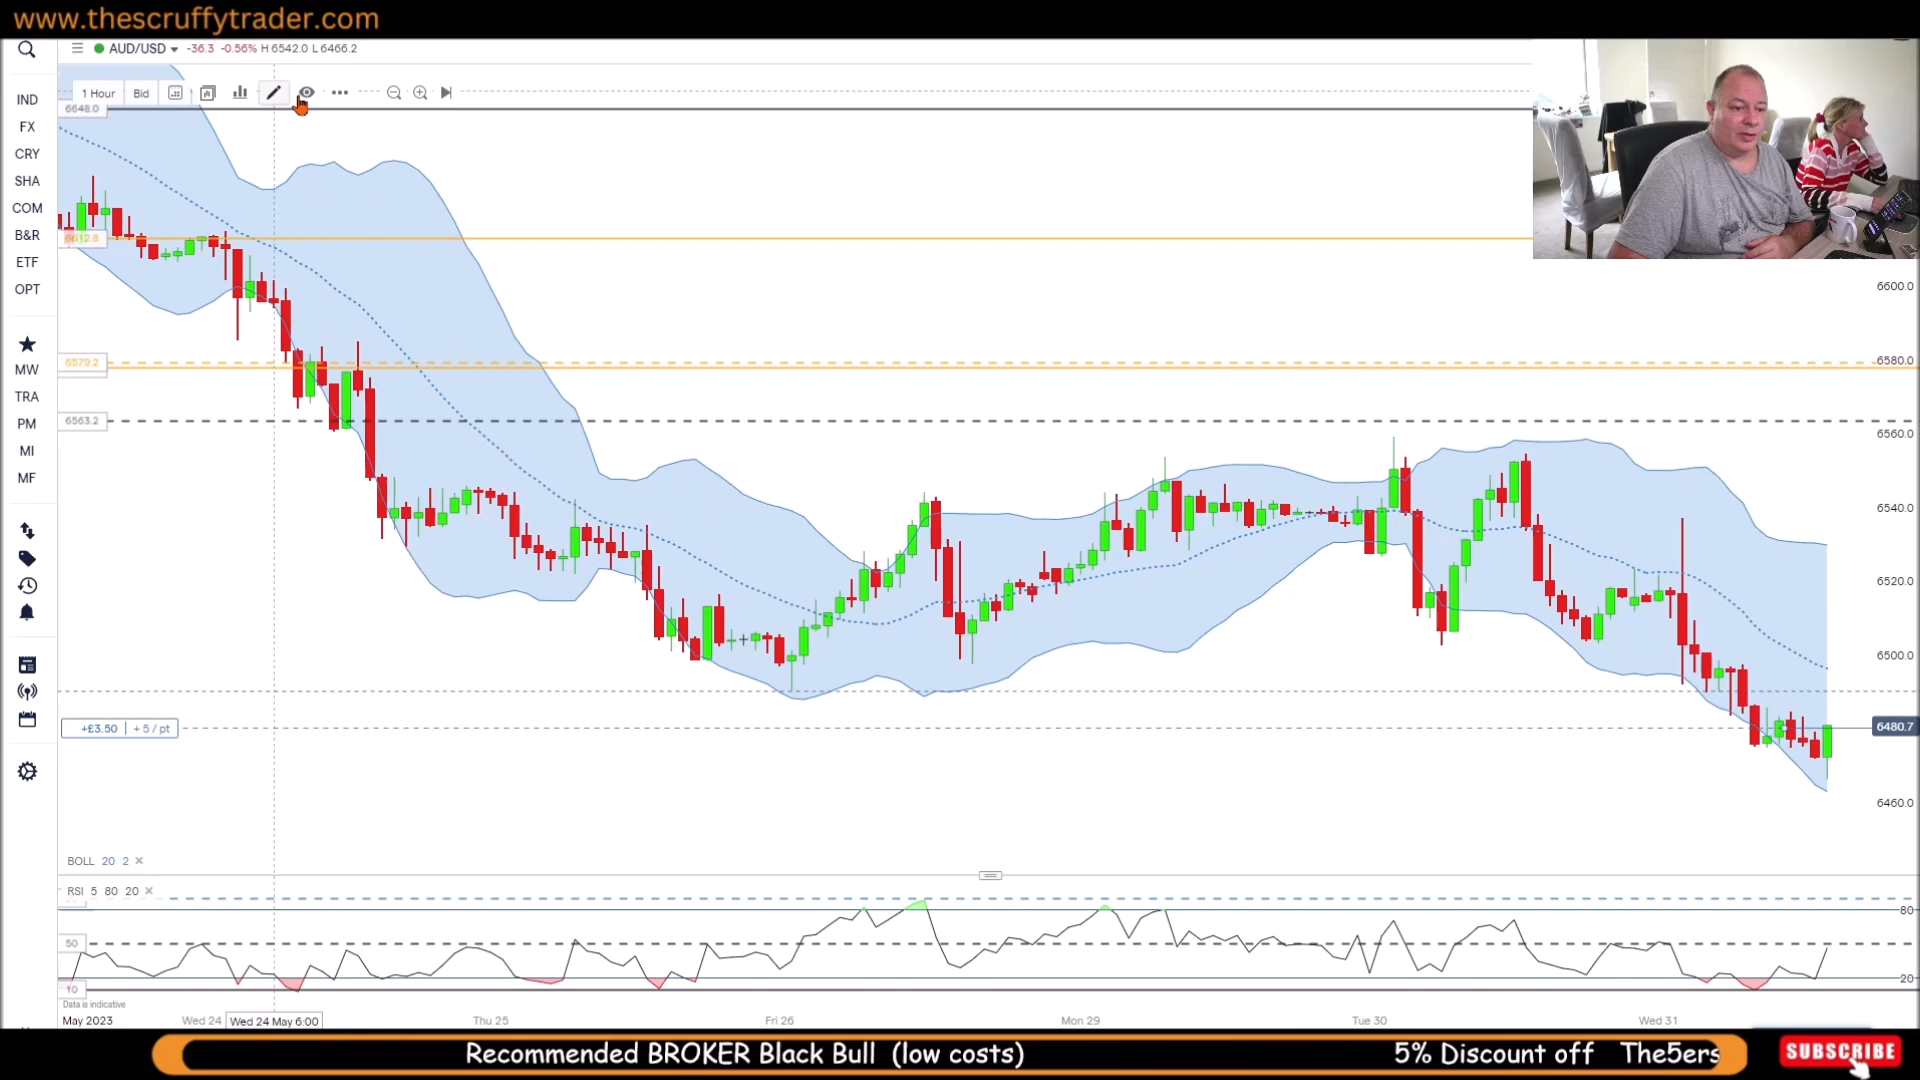 www.thescruffytrader.com
AUD/USD -36.3 -0.56% H 6542.0 L 6466.2
1 Hour Bid
6648.0
IND
FX
CRY
SHA
COM
B&R
ETF
OPT
MW
TRA
PM
MI
MF
6612.8
6579.2
6563.2
6600.0
6580.0
6560.0
6540.0
6520.0
6500.0
6480.7
6460.0
+£3.50 | + 5 / pt
BOLL 20 2
RSI 5 80 20
80
50
20
10
Data is indicative
May 2023 Wed 24 Wed 24 May 6:00 Thu 25 Fri 26 Mon 29 Tue 30 Wed 31
Recommended BROKER Black Bull (low costs) 5% Discount off The5ers
SUBSCRIBE